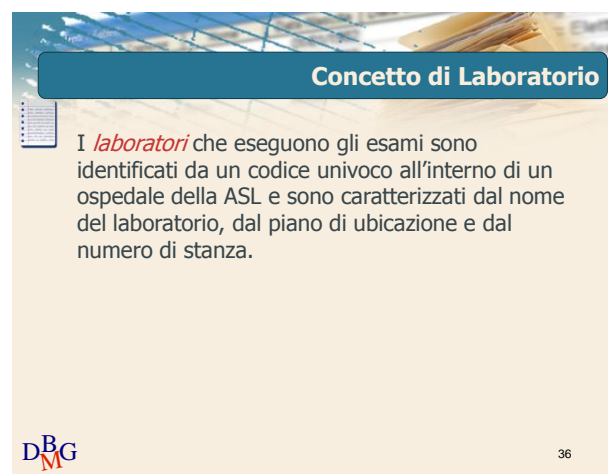 Concetto di Laboratorio
I laboratori che eseguono gli esami sono
identificati da un codice univoco all’interno di un
ospedale della ASL e sono caratterizzati dal nome
del laboratorio, dal piano di ubicazione e dal
numero di stanza.
DBMG
36